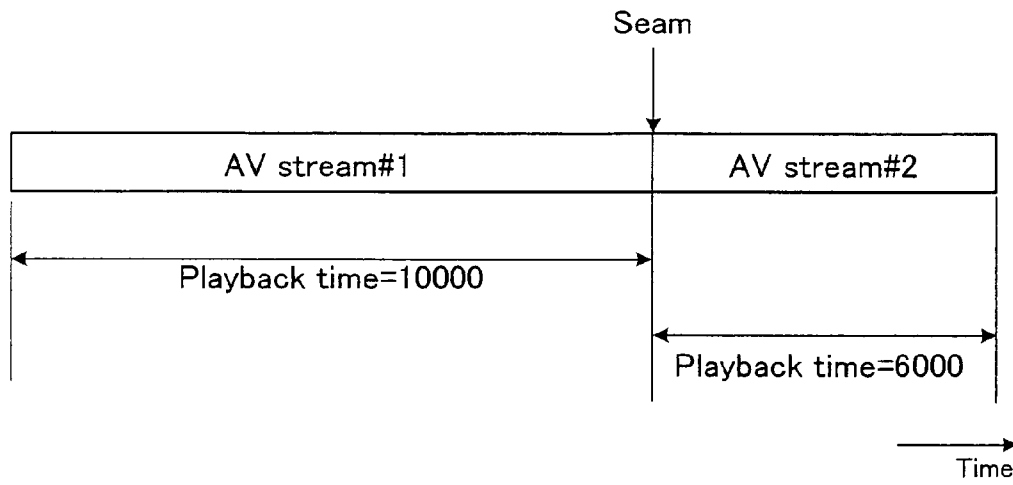 Seam
AV stream#1
AV stream#2
Playback time=10000
Playback time=6000
Time